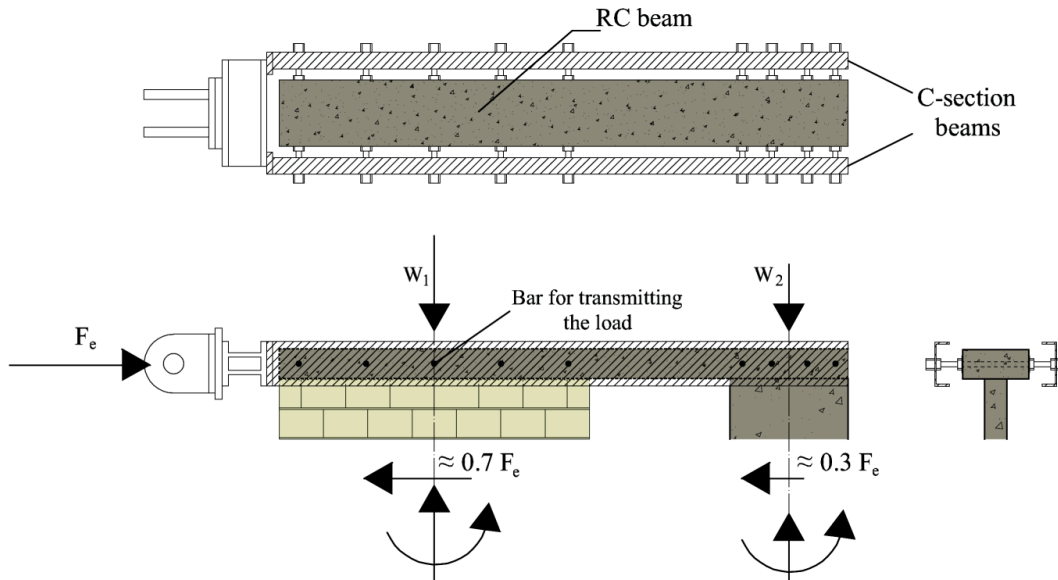 RC beam
C-section
beams
W₁
W₂
Bar for transmitting
the load
Fₑ
≈ 0.7 Fₑ
≈ 0.3 Fₑ